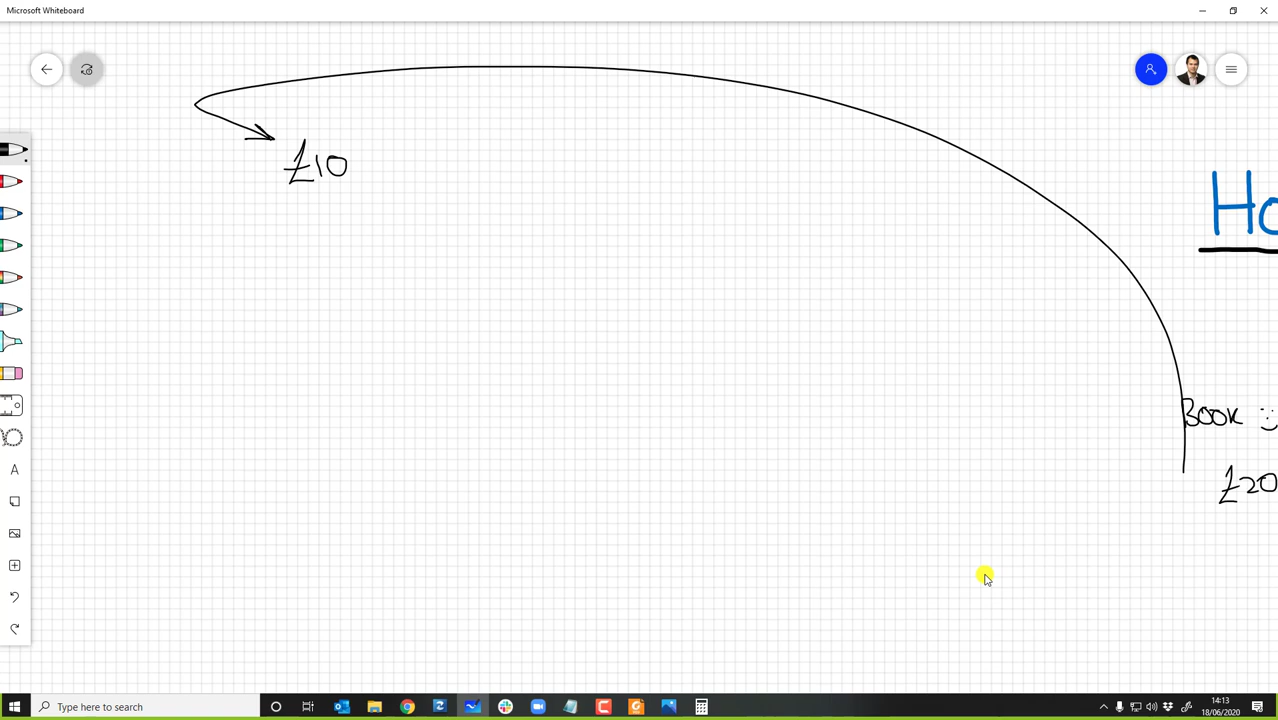 Microsoft Whiteboard
£10
Ho
Book :)
£20
A
Type here to search
14:13
18/06/2020